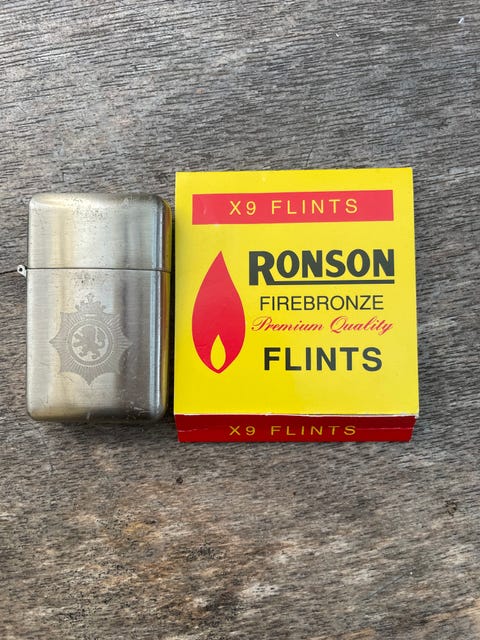 X9 FLINTS
RONSON
FIREBRONZE
Premium Quality
FLINTS
X9 FLINTS